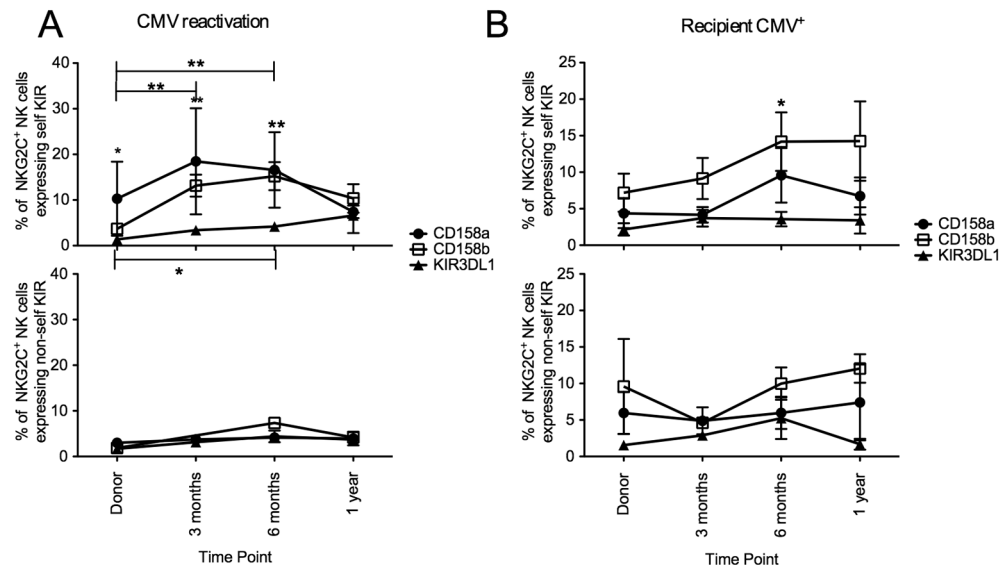 A
CMV reactivation
% of NKG2C⁺ NK cells
expressing self KIR
40
30
20
10
0
**
**
**
**
*
CD158a
CD158b
KIR3DL1
% of NKG2C⁺ NK cells
expressing non-self KIR
40
30
20
10
0
*
Donor
3 months
6 months
1 year
Time Point
B
Recipient CMV⁺
% of NKG2C⁺ NK cells
expressing self KIR
25
20
15
10
5
0
*
CD158a
CD158b
KIR3DL1
% of NKG2C⁺ NK cells
expressing non-self KIR
25
20
15
10
5
0
Donor
3 months
6 months
1 year
Time Point